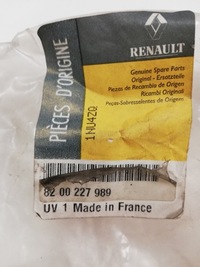 RENAULT
PIÈCES D'ORIGINE
Genuine Spare Parts
Original - Ersatzteile
Piezas de Recambio de Origen
Ricambi Originali
Peças-Sobresselentes de Origem
1NU4ZQ
82 00 227 989
UV 1 Made in France